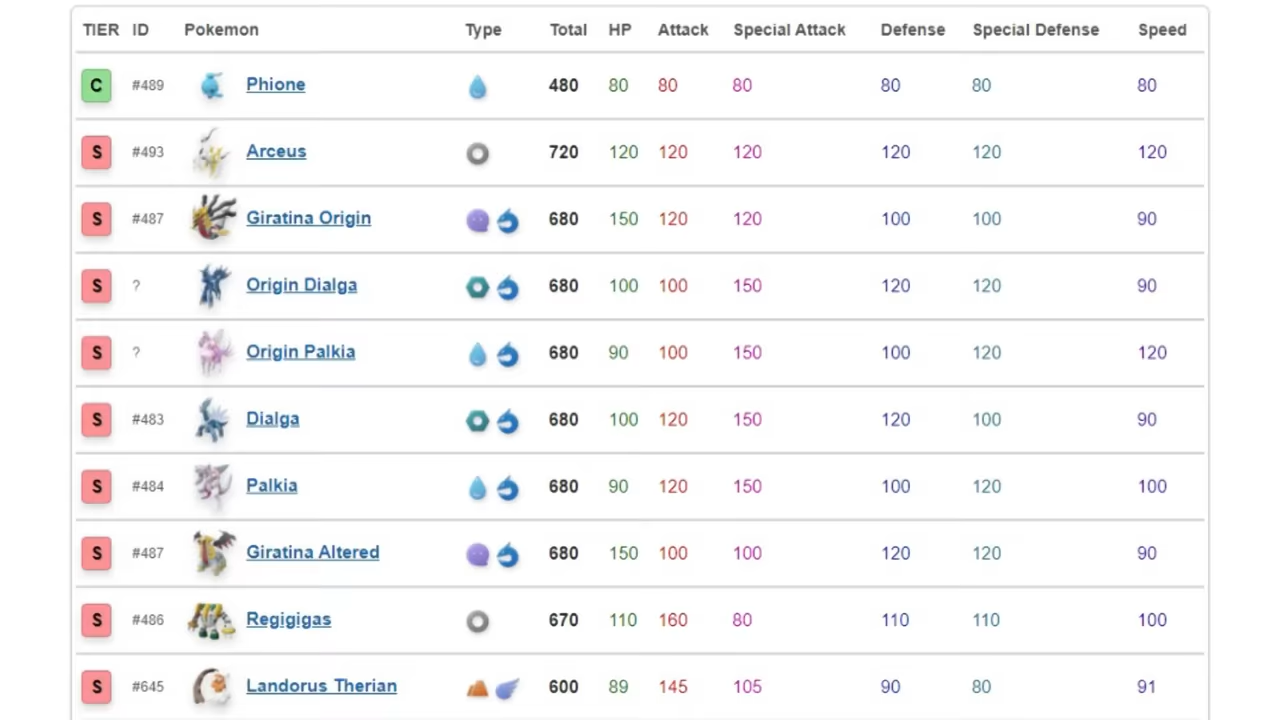 TIER ID Pokemon Type Total HP Attack Special Attack Defense Special Defense Speed
C #489 Phione 480 80 80 80 80 80 80
S #493 Arceus 720 120 120 120 120 120 120
S #487 Giratina Origin 680 150 120 120 100 100 90
S ? Origin Dialga 680 100 100 150 120 120 90
S ? Origin Palkia 680 90 100 150 100 120 120
S #483 Dialga 680 100 120 150 120 100 90
S #484 Palkia 680 90 120 150 100 120 100
S #487 Giratina Altered 680 150 100 100 120 120 90
S #486 Regigigas 670 110 160 80 110 110 100
S #645 Landorus Therian 600 89 145 105 90 80 91